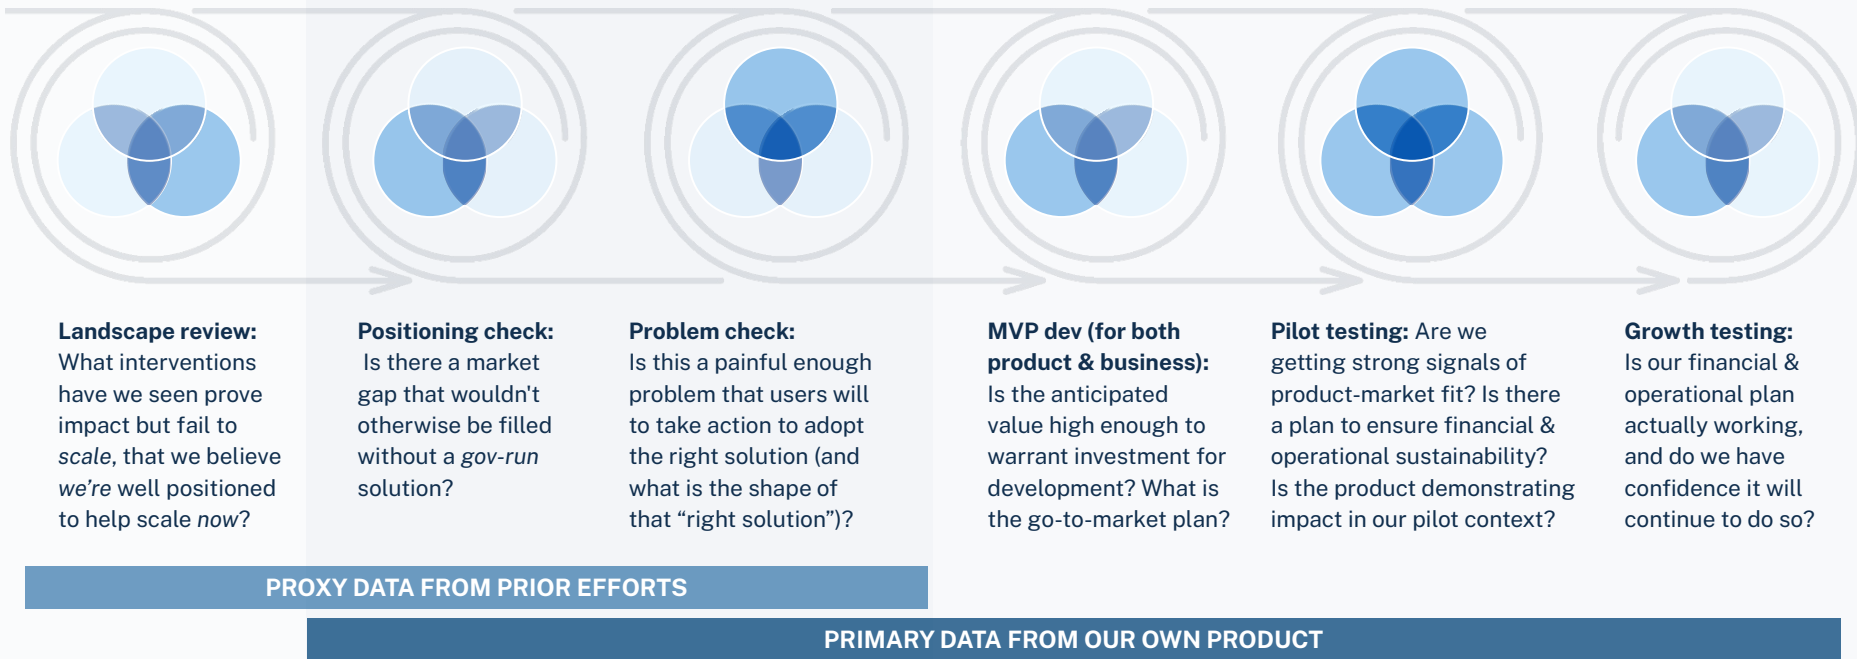 Landscape review:
What interventions
have we seen prove
impact but fail to
scale, that we believe
we're well positioned
to help scale now?
Positioning check:
Is there a market
gap that wouldn't
otherwise be filled
without a gov-run
solution?
Problem check:
Is this a painful enough
problem that users will
to take action to adopt
the right solution (and
what is the shape of
that “right solution”)?
MVP dev (for both
product & business):
Is the anticipated
value high enough to
warrant investment for
development? What is
the go-to-market plan?
Pilot testing: Are we
getting strong signals of
product-market fit? Is there
a plan to ensure financial &
operational sustainability?
Is the product demonstrating
impact in our pilot context?
Growth testing:
Is our financial &
operational plan
actually working,
and do we have
confidence it will
continue to do so?
PROXY DATA FROM PRIOR EFFORTS
PRIMARY DATA FROM OUR OWN PRODUCT